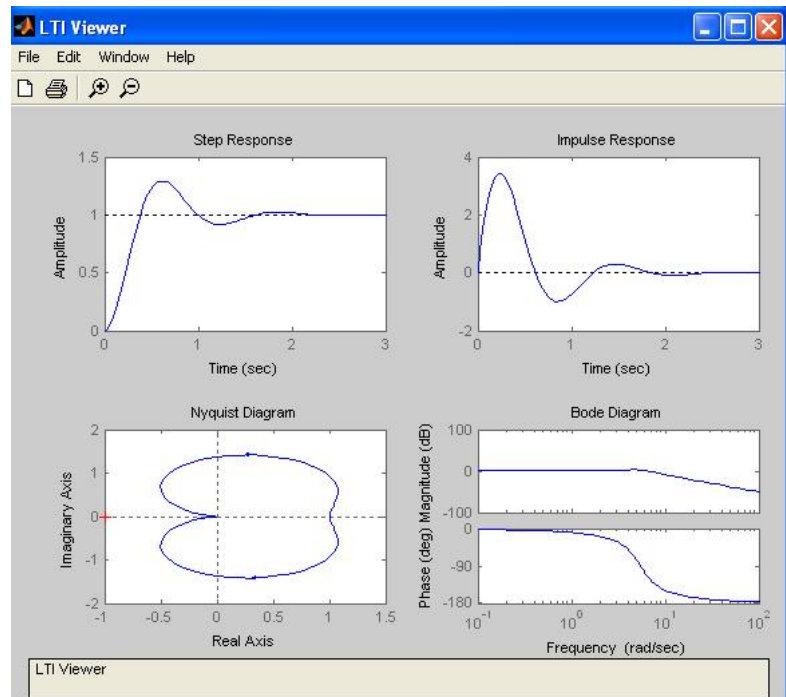 LTI Viewer
File Edit Window Help
Step Response
Amplitude
1.5
1
0.5
0
0 1 2 3
Time (sec)
Impulse Response
Amplitude
4
2
0
-2
0 1 2 3
Time (sec)
Nyquist Diagram
Imaginary Axis
2
1
0
-1
-2
-1 -0.5 0 0.5 1 1.5
Real Axis
Bode Diagram
Phase (deg) Magnitude (dB)
100
0
-100
0
-90
-180
10^-1 10^0 10^1 10^2
Frequency (rad/sec)
LTI Viewer